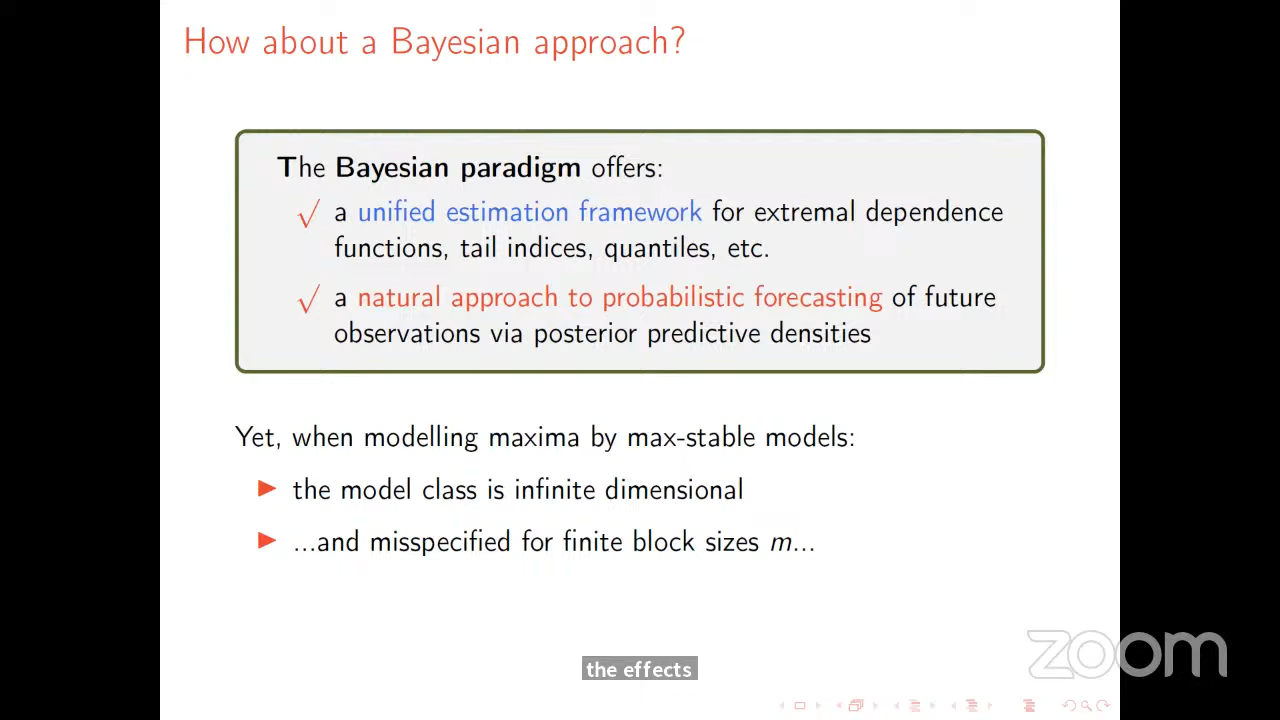 How about a Bayesian approach?
The Bayesian paradigm offers:
√ a unified estimation framework for extremal dependence
functions, tail indices, quantiles, etc.
√ a natural approach to probabilistic forecasting of future
observations via posterior predictive densities
Yet, when modelling maxima by max-stable models:
▶ the model class is infinite dimensional
▶ ...and misspecified for finite block sizes m...
zoom
the effects